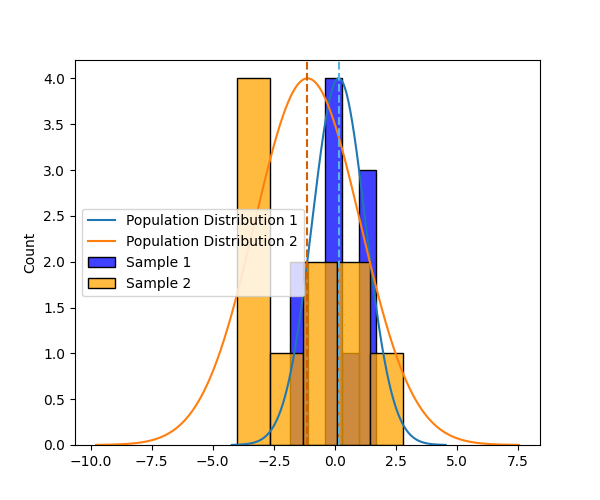 4.0
3.5
3.0
2.5
2.0
1.5
1.0
0.5
0.0
Count
Population Distribution 1
Population Distribution 2
Sample 1
Sample 2
−10.0 −7.5 −5.0 −2.5 0.0 2.5 5.0 7.5